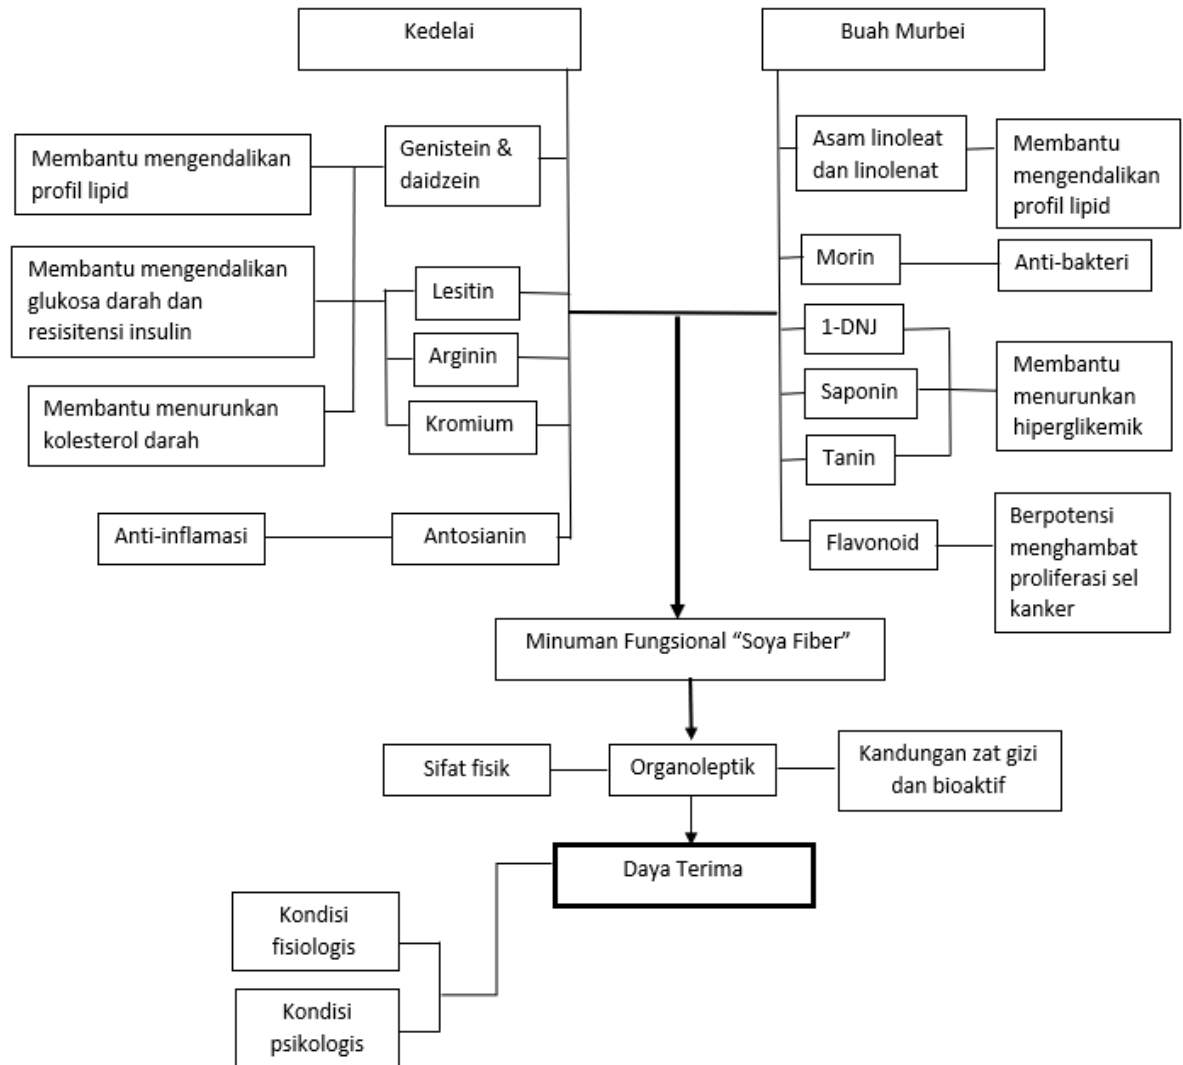 Kedelai
Buah Murbei
Membantu mengendalikan
profil lipid
Genistein &
daidzein
Asam linoleat
dan linolenat
Membantu
mengendalikan
profil lipid
Membantu mengendalikan
glukosa darah dan
resisitensi insulin
Lesitin
Morin
Anti-bakteri
Arginin
1-DNJ
Membantu menurunkan
kolesterol darah
Kromium
Saponin
Membantu
menurunkan
hiperglikemik
Tanin
Anti-inflamasi
Antosianin
Flavonoid
Berpotensi
menghambat
proliferasi sel
kanker
Minuman Fungsional “Soya Fiber”
Sifat fisik
Organoleptik
Kandungan zat gizi
dan bioaktif
Daya Terima
Kondisi
fisiologis
Kondisi
psikologis